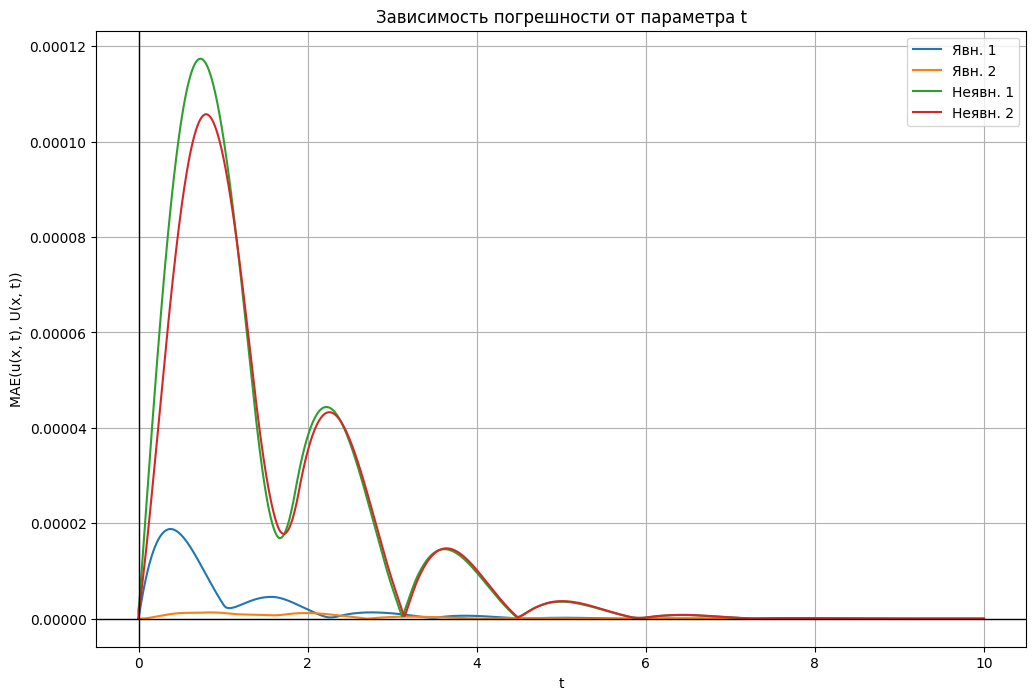 Зависимость погрешности от параметра t
0.00012
0.00010
0.00008
0.00006
0.00004
0.00002
0.00000
MAE(u(x, t), U(x, t))
Явн. 1
Явн. 2
Неявн. 1
Неявн. 2
0
2
4
6
8
10
t